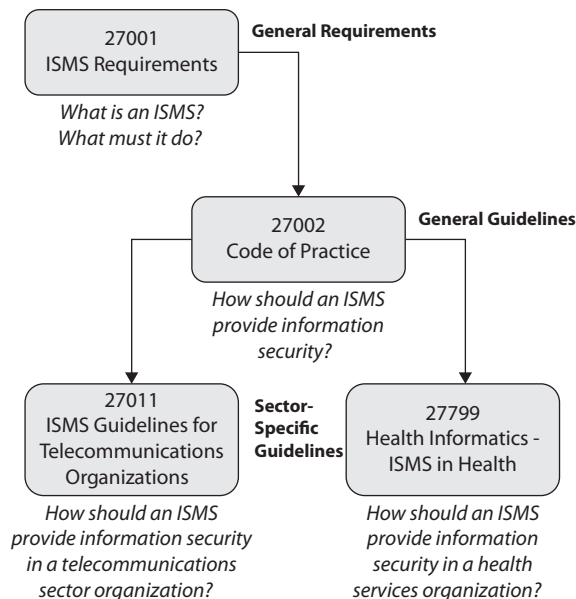 27001
ISMS Requirements
General Requirements
What is an ISMS?
What must it do?
27002
Code of Practice
General Guidelines
How should an ISMS
provide information
security?
27011
ISMS Guidelines for
Telecommunications
Organizations
Sector-
Specific
Guidelines
27799
Health Informatics -
ISMS in Health
How should an ISMS
provide information security
in a telecommunications
sector organization?
How should an ISMS
provide information
security in a health
services organization?